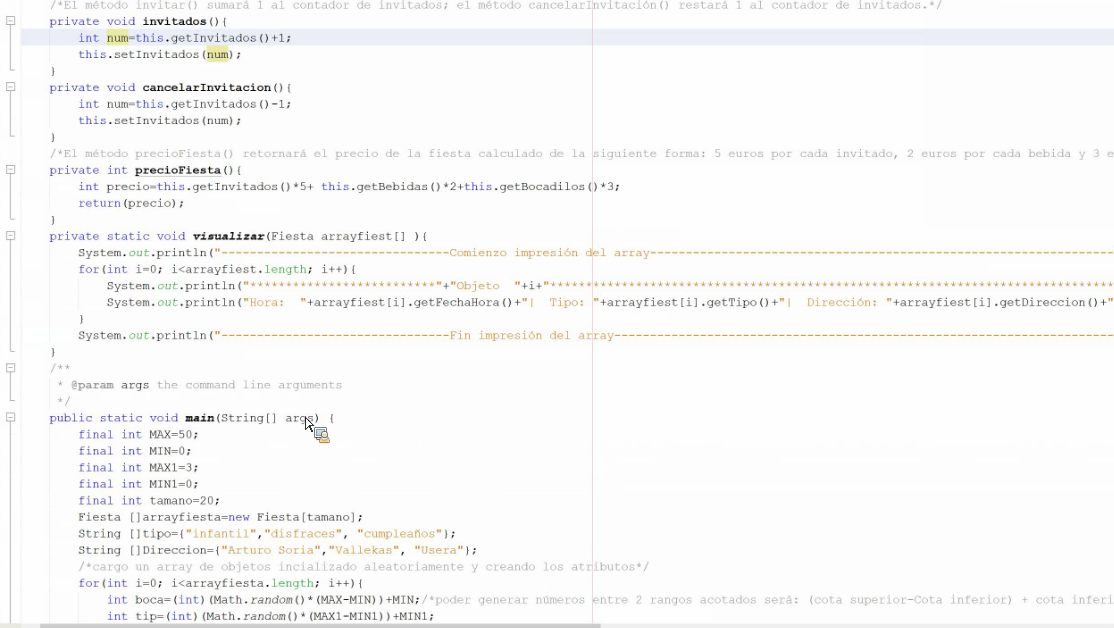 /*El método invitar() sumará 1 al contador de invitados; el método cancelarInvitación() restará 1 al contador de invitados.*/
private void invitados(){
int num=this.getInvitados()+1;
this.setInvitados(num);
}
private void cancelarInvitacion(){
int num=this.getInvitados()-1;
this.setInvitados(num);
}
/*El método precioFiesta() retornará el precio de la fiesta calculado de la siguiente forma: 5 euros por cada invitado, 2 euros por cada bebida y 3 e
private int precioFiesta(){
int precio=this.getInvitados()*5+ this.getBebidas()*2+this.getBocadilos()*3;
return(precio);
}
private static void visualizar(Fiesta arrayfiest[] ){
System.out.println("--------------------------------Comienzo impresión del array-----------------------------------------------------------------
for(int i=0; i<arrayfiest.length; i++){
System.out.println("**************************"+"Objeto  "+i+"*******************************************************************************
System.out.println("Hora:  "+arrayfiest[i].getFechaHora()+"|  Tipo: "+arrayfiest[i].getTipo()+"|  Dirección: "+arrayfiest[i].getDireccion()+"
}
System.out.println("--------------------------------Fin impresión del array----------------------------------------------------------------------
}
/**
* @param args the command line arguments
*/
public static void main(String[] args) {
final int MAX=50;
final int MIN=0;
final int MAX1=3;
final int MIN1=0;
final int tamano=20;
Fiesta []arrayfiesta=new Fiesta[tamano];
String []tipo={"infantil","disfraces", "cumpleaños"};
String []Direccion={"Arturo Soria","Vallekas", "Usera"};
/*cargo un array de objetos incializado aleatoriamente y creando los atributos*/
for(int i=0; i<arrayfiesta.length; i++){
int boca=(int)(Math.random()*(MAX-MIN))+MIN;/*poder generar números entre 2 rangos acotados será: (cota superior-Cota inferior) + cota inferi
int tip=(int)(Math.random()*(MAX1-MIN1))+MIN1;